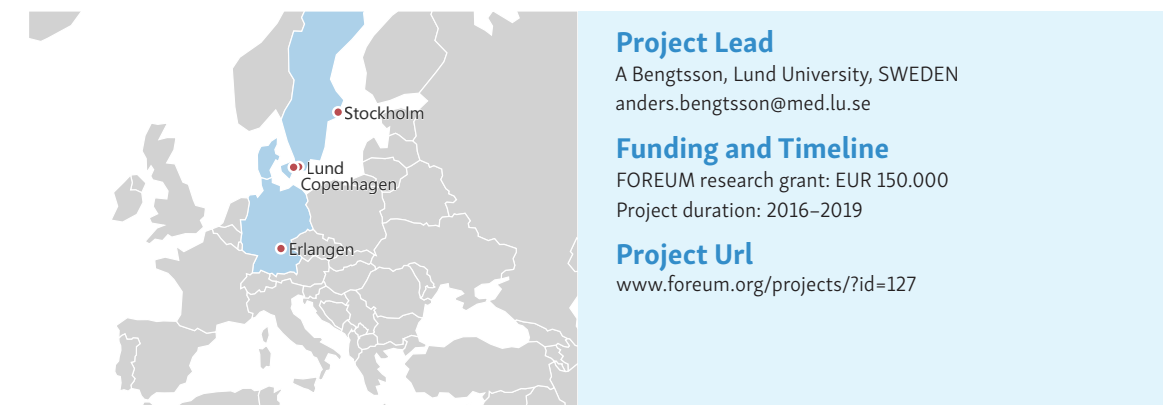 Stockholm
Lund
Copenhagen
Erlangen
Project Lead
A Bengtsson, Lund University, SWEDEN
anders.bengtsson@med.lu.se
Funding and Timeline
FOREUM research grant: EUR 150.000
Project duration: 2016–2019
Project Url
www.foreum.org/projects/?id=127